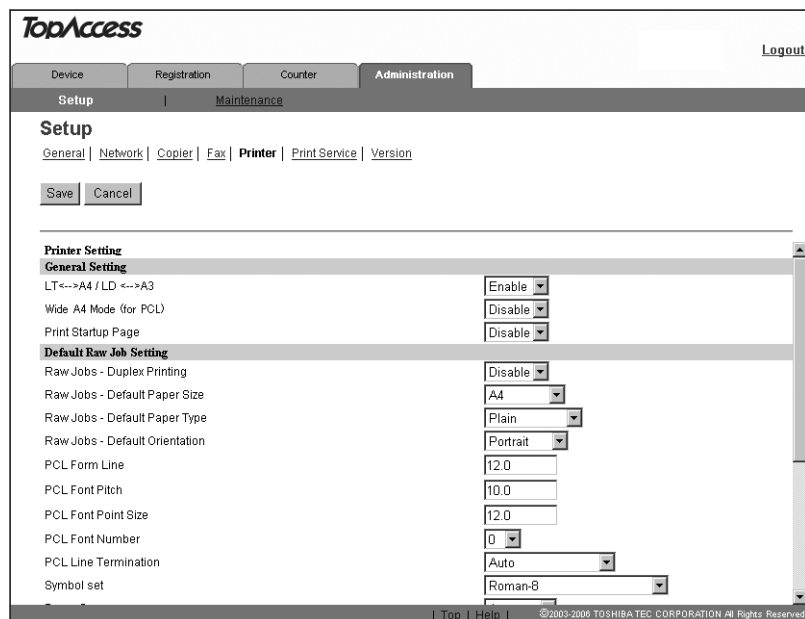 TopAccess
Logout
Device Registration Counter Administration
Setup | Maintenance
Setup
General | Network | Copier | Fax | Printer | Print Service | Version
Save Cancel
Printer Setting
General Setting
LT<-->A4 / LD <-->A3 Enable
Wide A4 Mode (for PCL) Disable
Print Startup Page Disable
Default Raw Job Setting
Raw Jobs - Duplex Printing Disable
Raw Jobs - Default Paper Size A4
Raw Jobs - Default Paper Type Plain
Raw Jobs - Default Orientation Portrait
PCL Form Line 12.0
PCL Font Pitch 10.0
PCL Font Point Size 12.0
PCL Font Number 0
PCL Line Termination Auto
Symbol set Roman-8
| Top | Help | ©2003-2006 TOSHIBA TEC CORPORATION All Rights Reserved